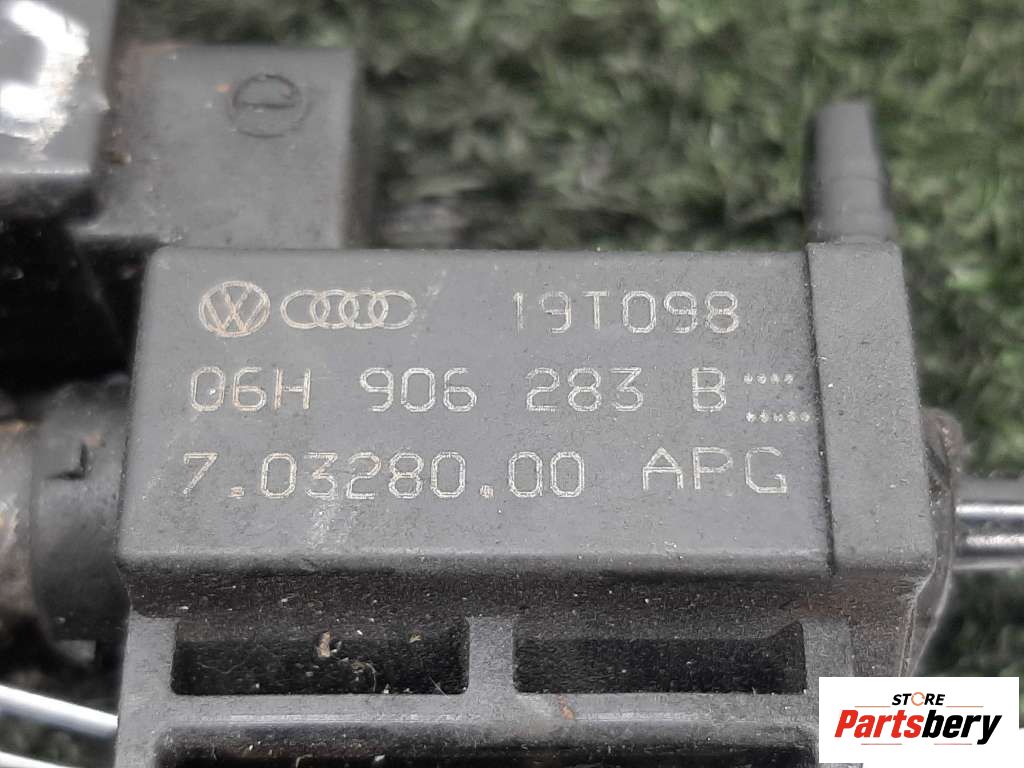 19T098
06H 906 283 B
7.03280.00 APG
STORE
Partsbery